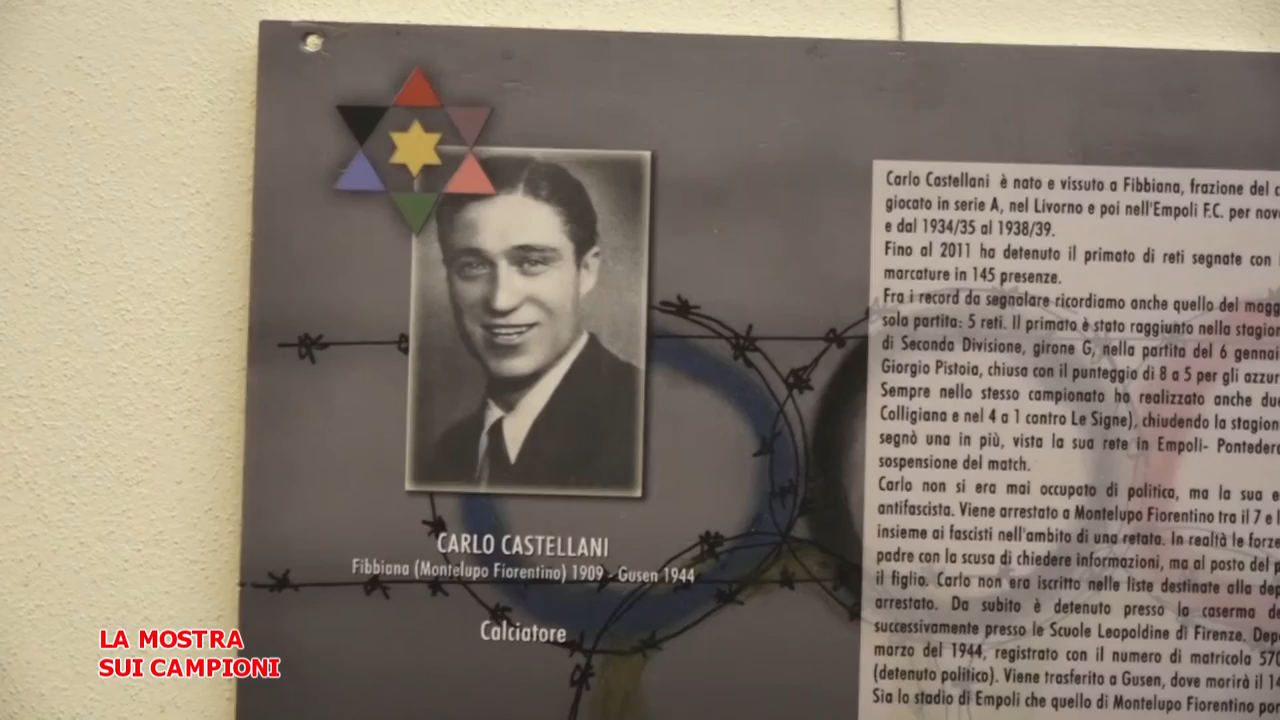 Carlo Castellani è nato e vissuto a Fibbiana, frazione del
giocato in serie A, nel Livorno e poi nell'Empoli F.C. per
e dal 1934/35 al 1938/39.
Fino al 2011 ha detenuto il primato di reti segnate con
marcature in 145 presenze.
Fra i record da segnalare ricordiamo anche quello del
sola partita: 5 reti. Il primato è stato raggiunto nella
di Seconda Divisione, girone G, nella partita del 6
Giorgio Pistoia, chiusa con il punteggio di 8 a 5 per gli
Sempre nello stesso campionato ha realizzato anche
Colligiana e nel 4 a 1 contro Le Signe), chiudendo la
segnò una in più, vista la sua rete in Empoli- Pontedera
sospensione del match.
Carlo non si era mai occupato di politica, ma la sua
antifascista. Viene arrestato a Montelupo Fiorentino tra il 7 e
insieme ai fascisti nell'ambito di una retata. In realtà le forze
padre con la scusa di chiedere informazioni, ma al posto del
il figlio. Carlo non era iscritto nelle liste destinate alla
arrestato. Da subito è detenuto presso la caserma
successivamente presso le Scuole Leopoldine di Firenze.
marzo del 1944, registrato con il numero di matricola
(detenuto politico). Viene trasferito a Gusen, dove morirà il
Sia lo stadio di Empoli che quello di Montelupo Fiorentino
CARLO CASTELLANI
Fibbiana (Montelupo Fiorentino) 1909 - Gusen 1944
Calciatore
LA MOSTRA
SUI CAMPIONI